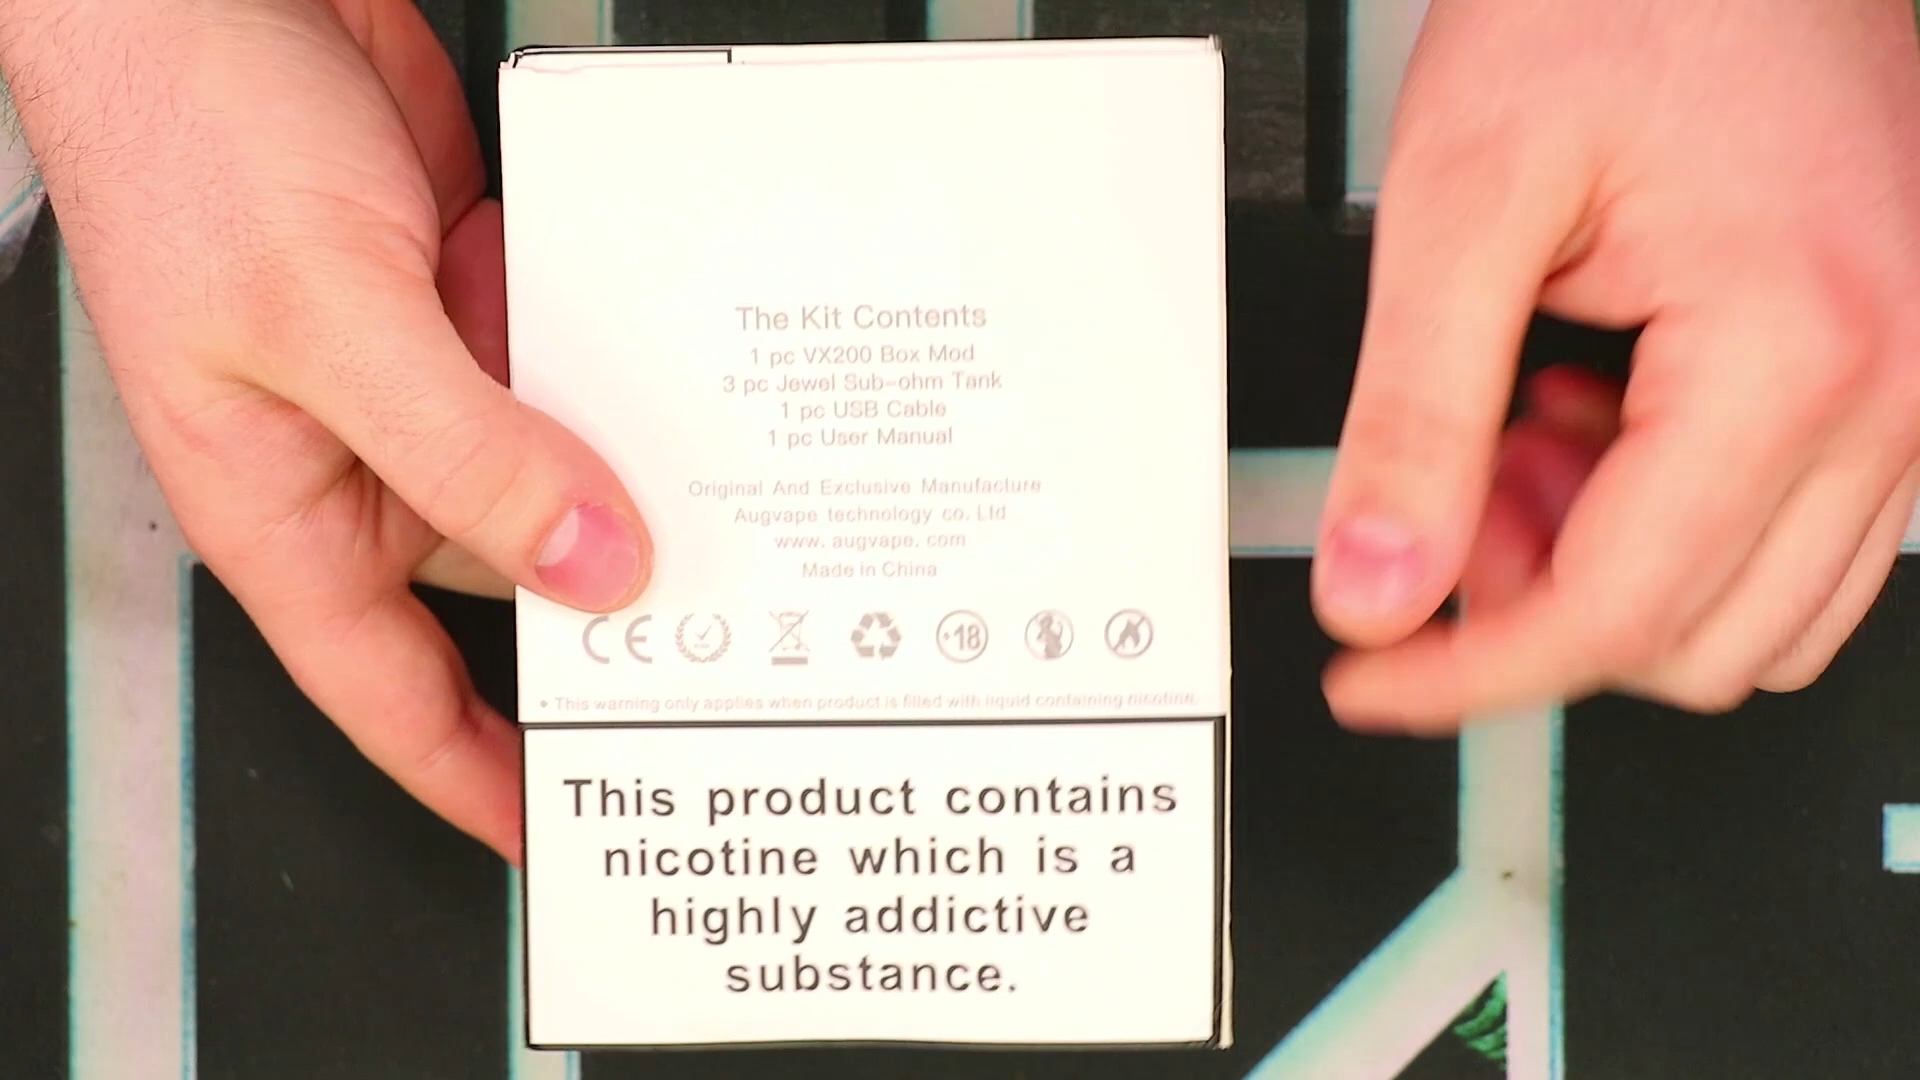 The Kit Contents
1 pc VX200 Box Mod
3 pc Jewel Sub-ohm Tank
1 pc USB Cable
1 pc User Manual
Original And Exclusive Manufacture
Augvape technology co. Ltd
www. augvape. com
Made in China
CE
18
• This warning only applies when product is filled with liquid containing nicotine.
This product contains
nicotine which is a
highly addictive
substance.